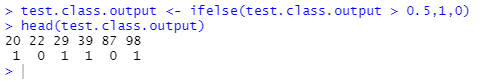 > test.class.output <- ifelse(test.class.output > 0.5,1,0)
> head(test.class.output)
20 22 29 39 87 98
 1  0  1  1  0  1
>